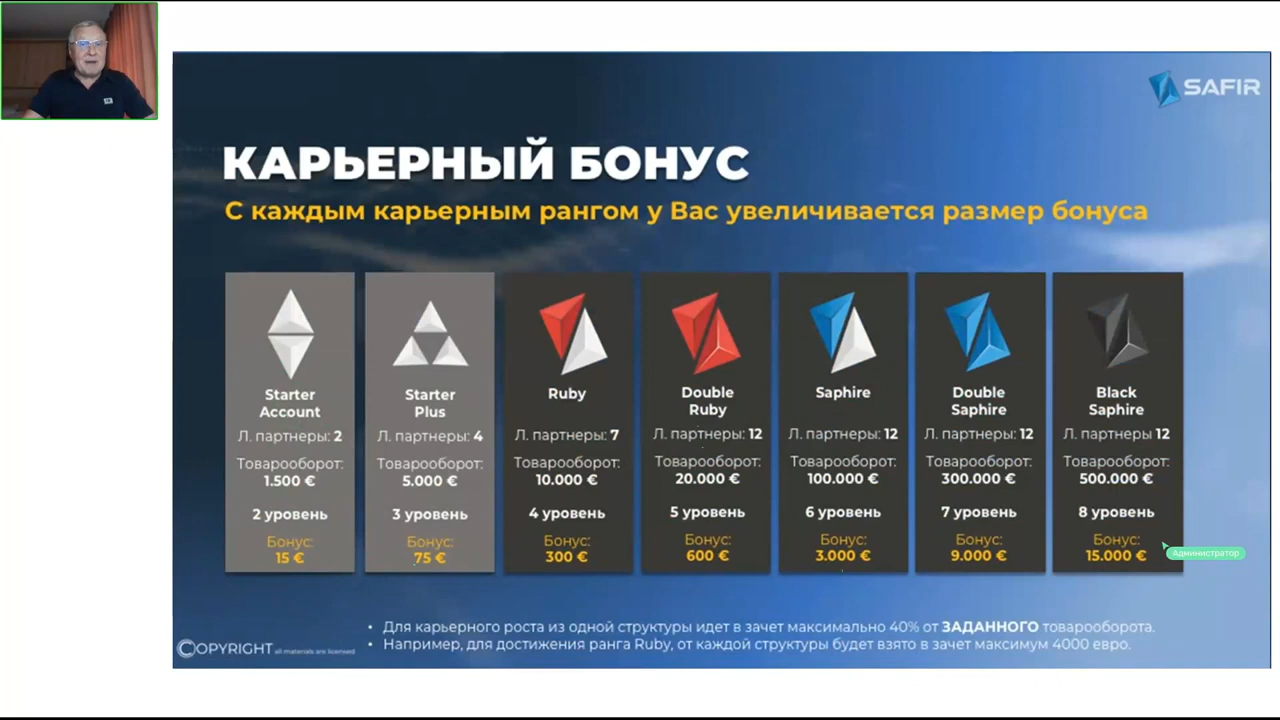 SAFIR
КАРЬЕРНЫЙ БОНУС
С каждым карьерным рангом у Вас увеличивается размер бонуса
Starter
Account
Л. партнеры: 2
Товарооборот:
1.500 €
2 уровень
Бонус:
15 €
Starter
Plus
Л. партнеры: 4
Товарооборот:
5.000 €
3 уровень
Бонус:
75 €
Ruby
Л. партнеры: 7
Товарооборот:
10.000 €
4 уровень
Бонус:
300 €
Double
Ruby
Л. партнеры: 12
Товарооборот:
20.000 €
5 уровень
Бонус:
600 €
Saphire
Л. партнеры: 12
Товарооборот:
100.000 €
6 уровень
Бонус:
3.000 €
Double
Saphire
Л. партнеры: 12
Товарооборот:
300.000 €
7 уровень
Бонус:
9.000 €
Black
Saphire
Л. партнеры 12
Товарооборот:
500.000 €
8 уровень
Бонус:
15.000 €
Администратор
• Для карьерного роста из одной структуры идет в зачет максимально 40% от ЗАДАННОГО товарооборота.
• Например, для достижения ранга Ruby, от каждой структуры будет взято в зачет максимум 4000 евро.
©OPYRIGHT all materials are licensed